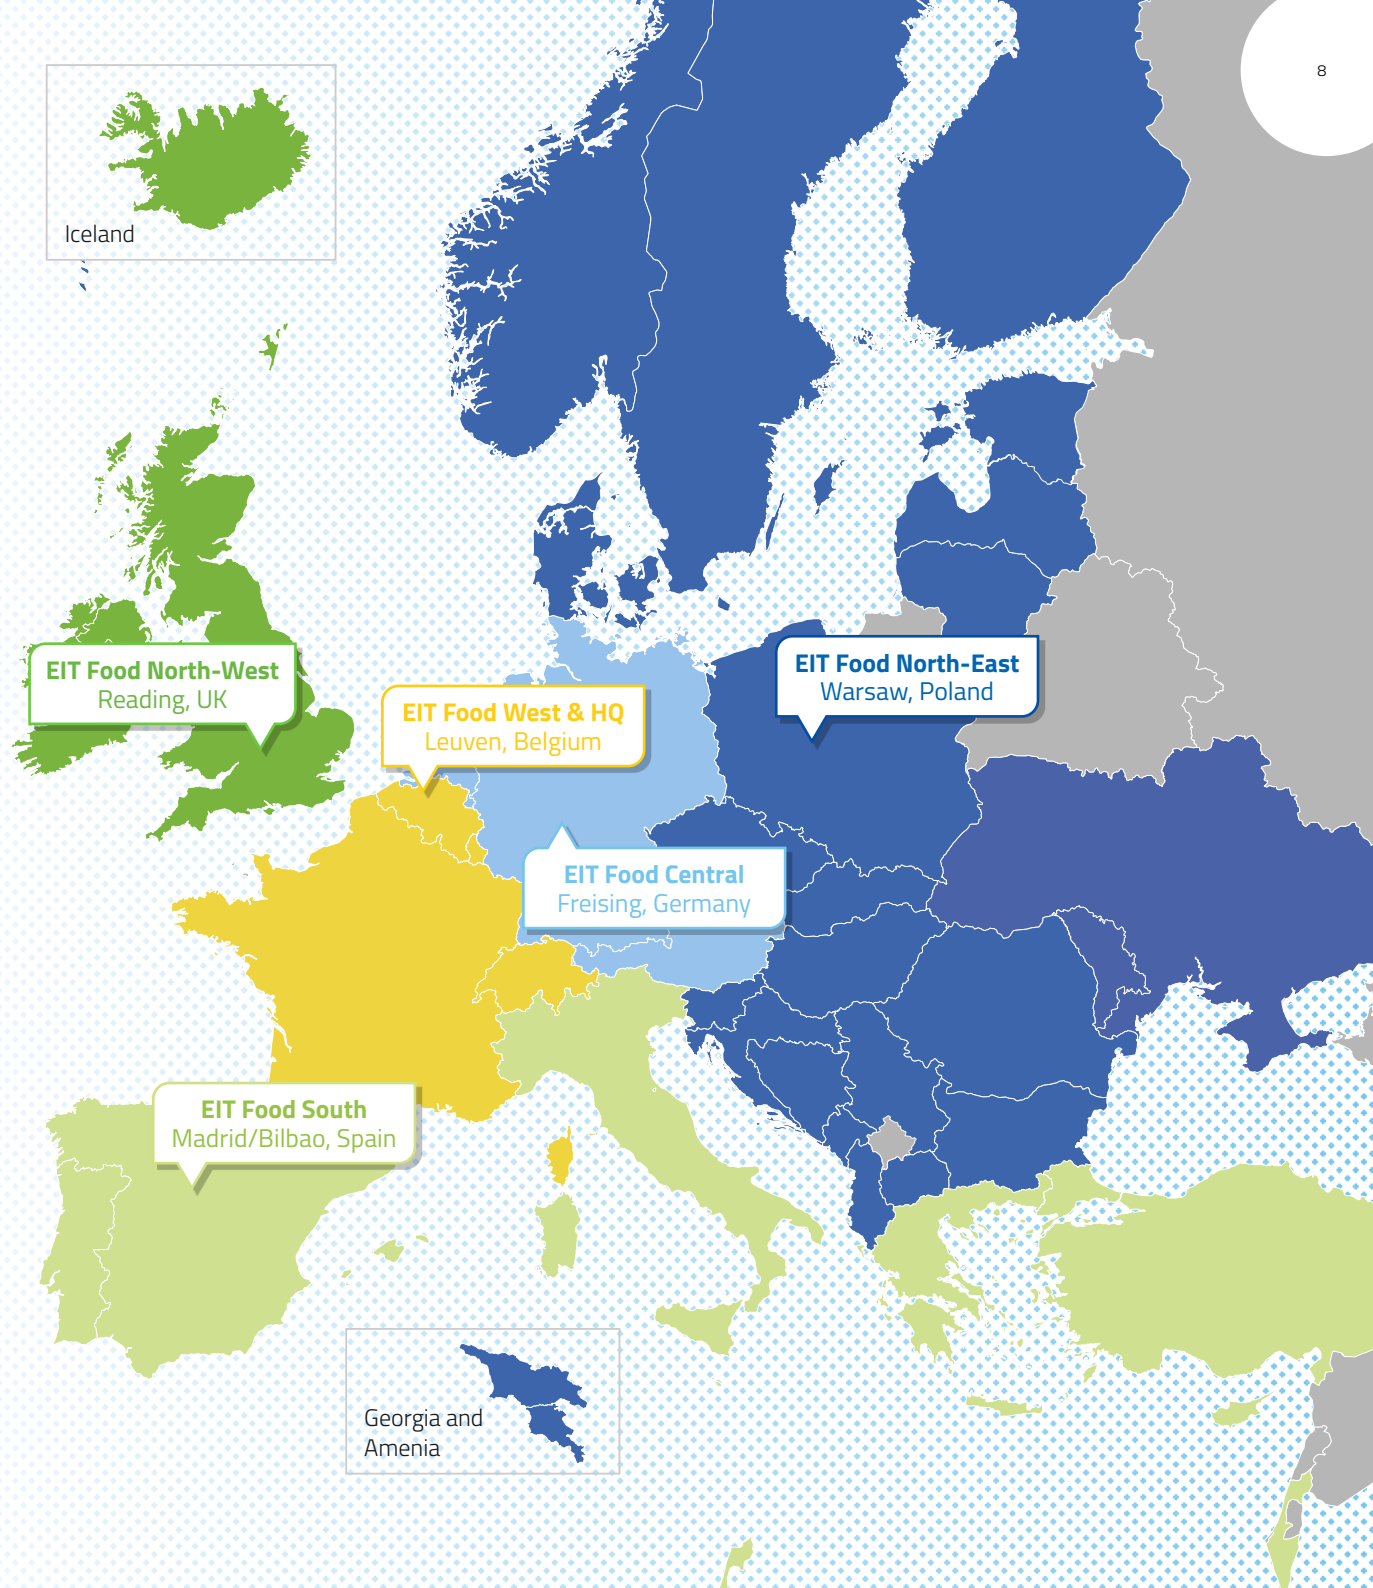 8
Iceland
EIT Food North-West
Reading, UK
EIT Food North-East
Warsaw, Poland
EIT Food West & HQ
Leuven, Belgium
EIT Food Central
Freising, Germany
EIT Food South
Madrid/Bilbao, Spain
Georgia and
Amenia